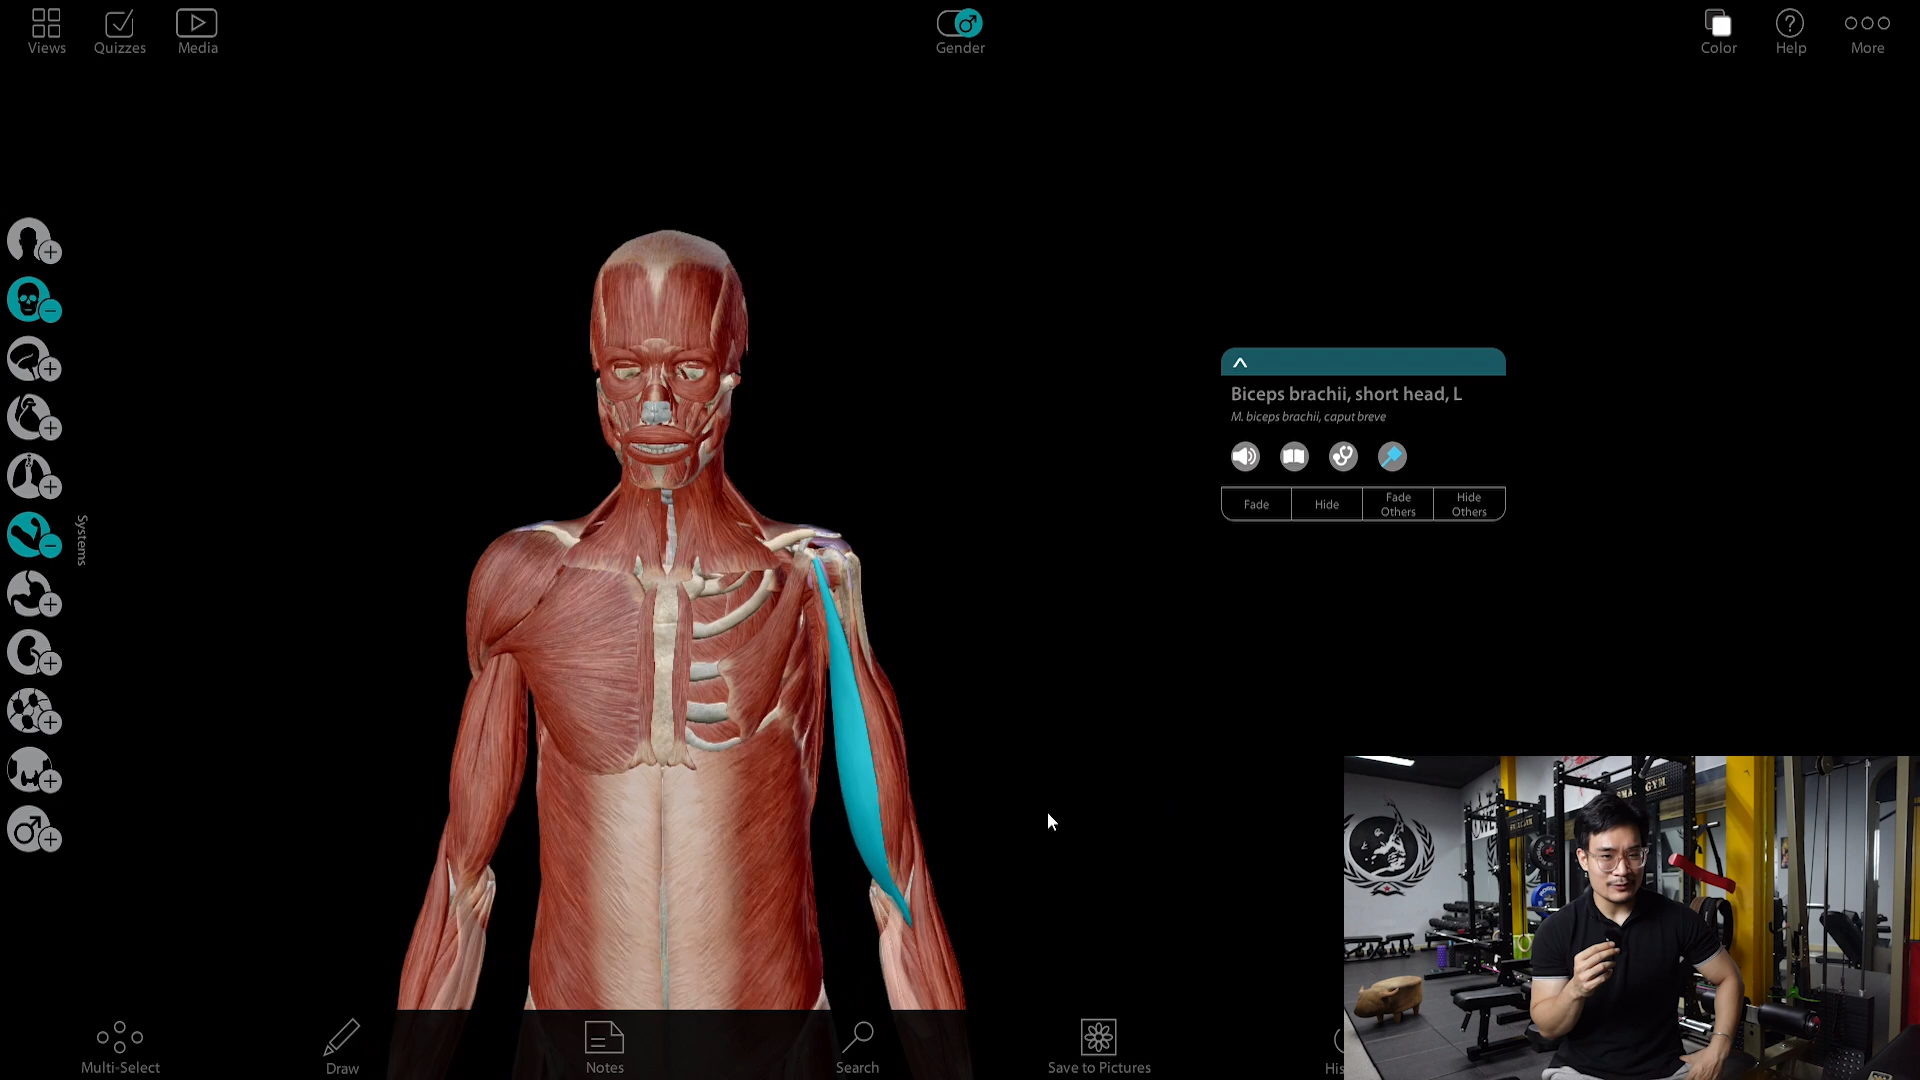 Views
Quizzes
Media
Gender
Color
Help
More
Systems
Biceps brachii, short head, L
M. biceps brachii, caput breve
Fade
Hide
Fade
Others
Hide
Others
Multi-Select
Draw
Notes
Search
Save to Pictures
His
GYM